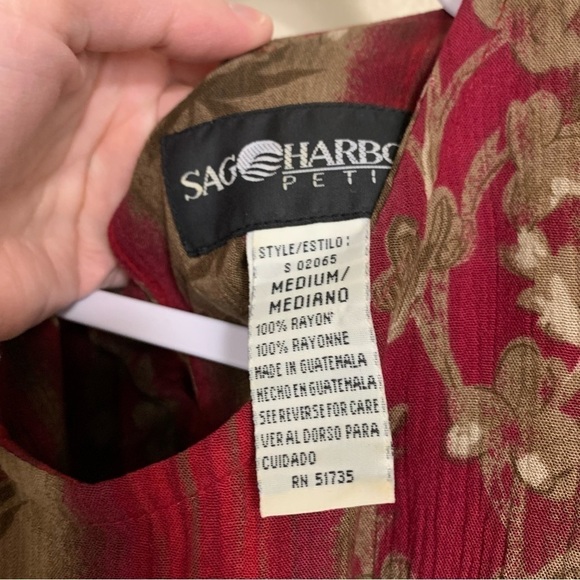 SAG HARBO
PETI
STYLE/ESTILO:
S 02065
MEDIUM/
MEDIANO
100% RAYON
100% RAYONNE
MADE IN GUATEMALA
HECHO EN GUATEMALA
SEE REVERSE FOR CARE
VER AL DORSO PARA
CUIDADO
RN 51735